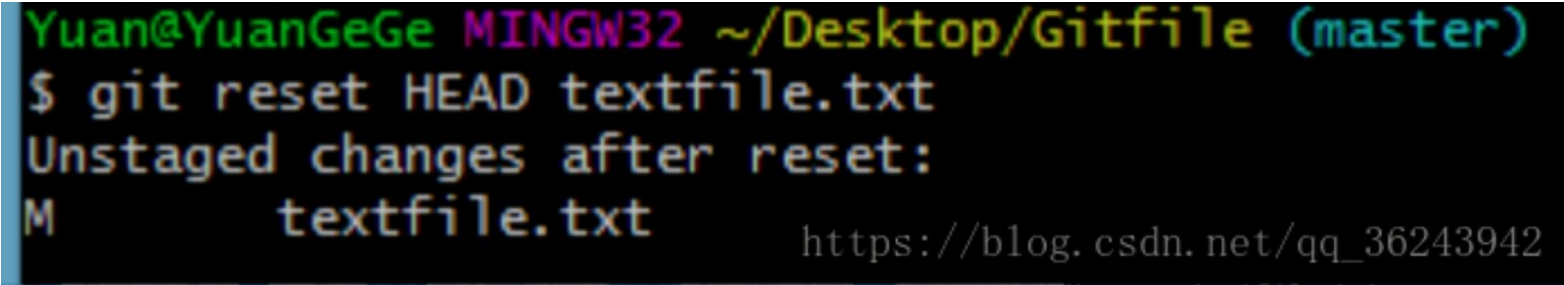 Yuan@YuanGeGe MINGW32 ~/Desktop/Gitfile (master)
$ git reset HEAD textfile.txt
Unstaged changes after reset:
M       textfile.txt
https://blog.csdn.net/qq_36243942